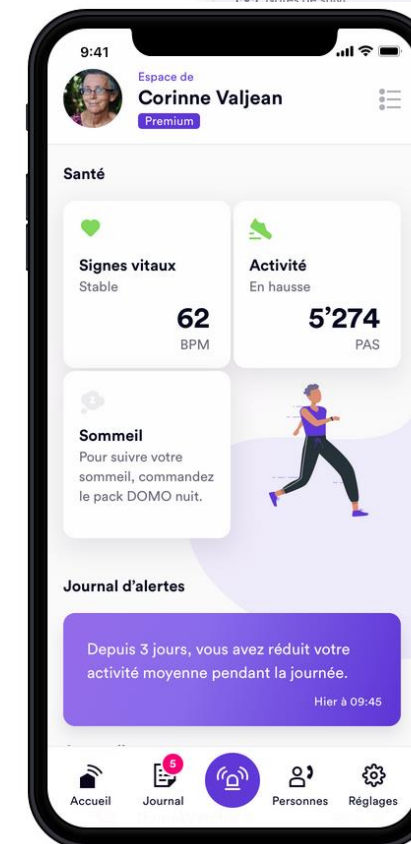 9:41
Espace de
Corinne Valjean
Premium
Santé
Signes vitaux
Stable
62
BPM
Activité
En hausse
5’274
PAS
Sommeil
Pour suivre votre
sommeil, commandez
le pack DOMO nuit.
Journal d’alertes
Depuis 3 jours, vous avez réduit votre
activité moyenne pendant la journée.
Hier à 09:45
Accueil
5
Journal
Personnes
Réglages